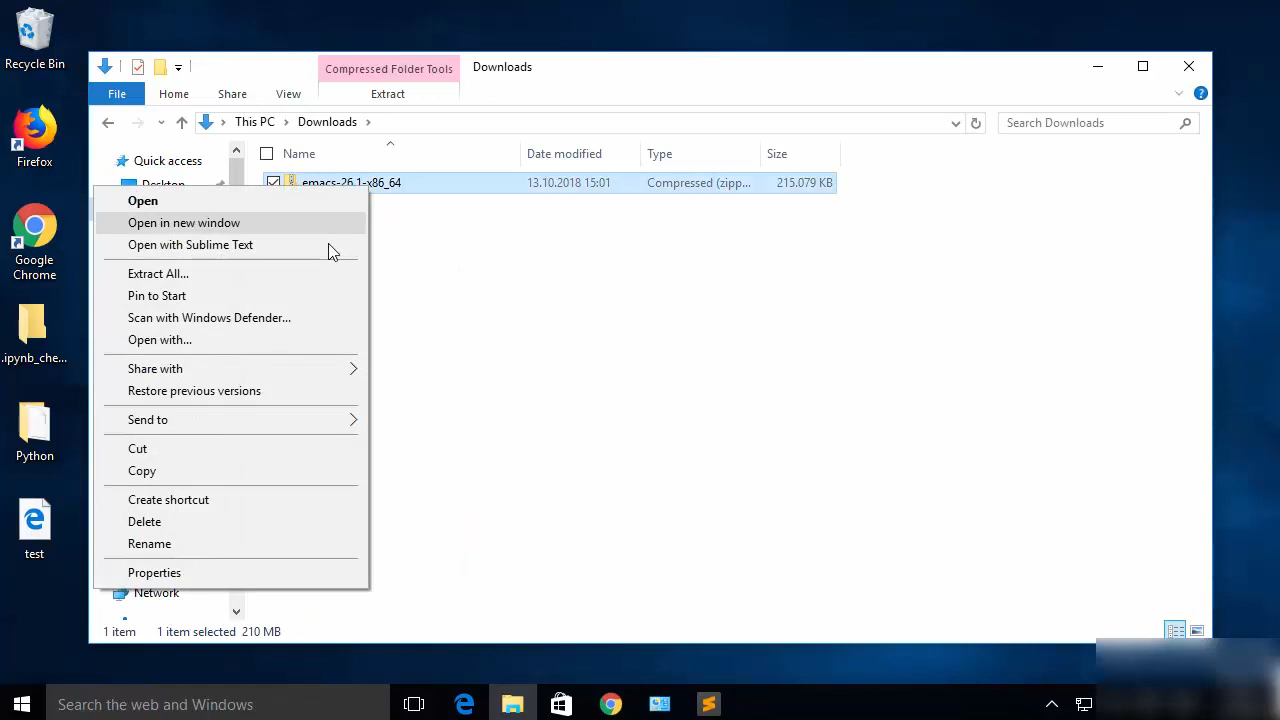 Recycle Bin
Firefox
Google
Chrome
.ipynb_che...
Python
test
Compressed Folder Tools
Downloads
File
Home
Share
View
Extract
This PC
Downloads
Search Downloads
Quick access
Desktop
Name
Date modified
Type
Size
emacs-26.1-x86_64
13.10.2018 15:01
Compressed (zipp...
215.079 KB
Open
Open in new window
Open with Sublime Text
Extract All...
Pin to Start
Scan with Windows Defender...
Open with...
Share with
Restore previous versions
Send to
Cut
Copy
Create shortcut
Delete
Rename
Properties
Network
1 item
1 item selected 210 MB
Search the web and Windows